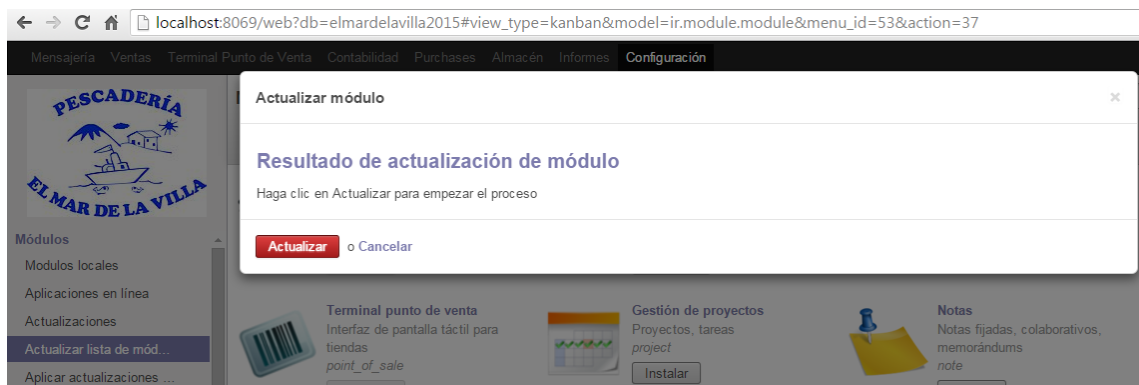 localhost:8069/web?db=elmardelavilla2015#view_type=kanban&model=ir.module.module&menu_id=53&action=37
Mensajería Ventas Terminal Punto de Venta Contabilidad Purchases Almacén Informes Configuración
PESCADERÍA
EL MAR DE LA VILLA
Actualizar módulo ×
Resultado de actualización de módulo
Haga clic en Actualizar para empezar el proceso
Actualizar o Cancelar
Módulos
Modulos locales
Aplicaciones en línea
Actualizaciones
Actualizar lista de mód...
Aplicar actualizaciones ...
Terminal punto de venta
Interfaz de pantalla táctil para
tiendas
point_of_sale
Gestión de proyectos
Proyectos, tareas
project
Instalar
Notas
Notas fijadas, colaborativos,
memorándums
note